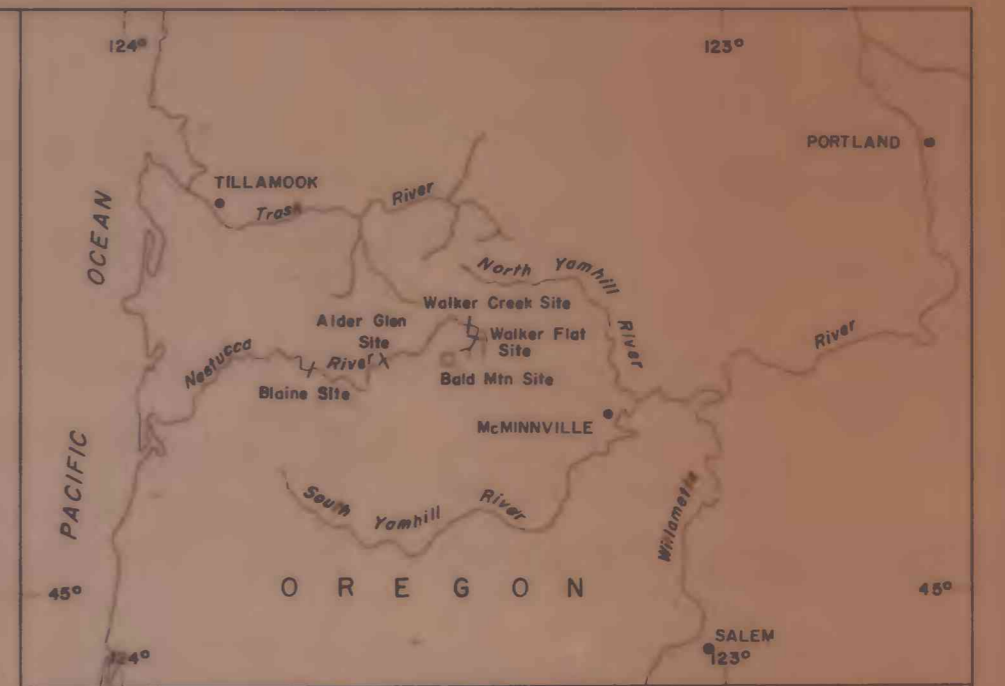 124°
123°
PORTLAND
TILLAMOOK
Trask River
OCEAN
North Yamhill River
Walker Creek Site
Alder Glen
Site
Walker Flat
Site
River
Nestucca River
Bald Mtn Site
Blaine Site
McMINNVILLE
PACIFIC
South Yamhill River
Willamette
OREGON
45°
45°
SALEM
124°
123°